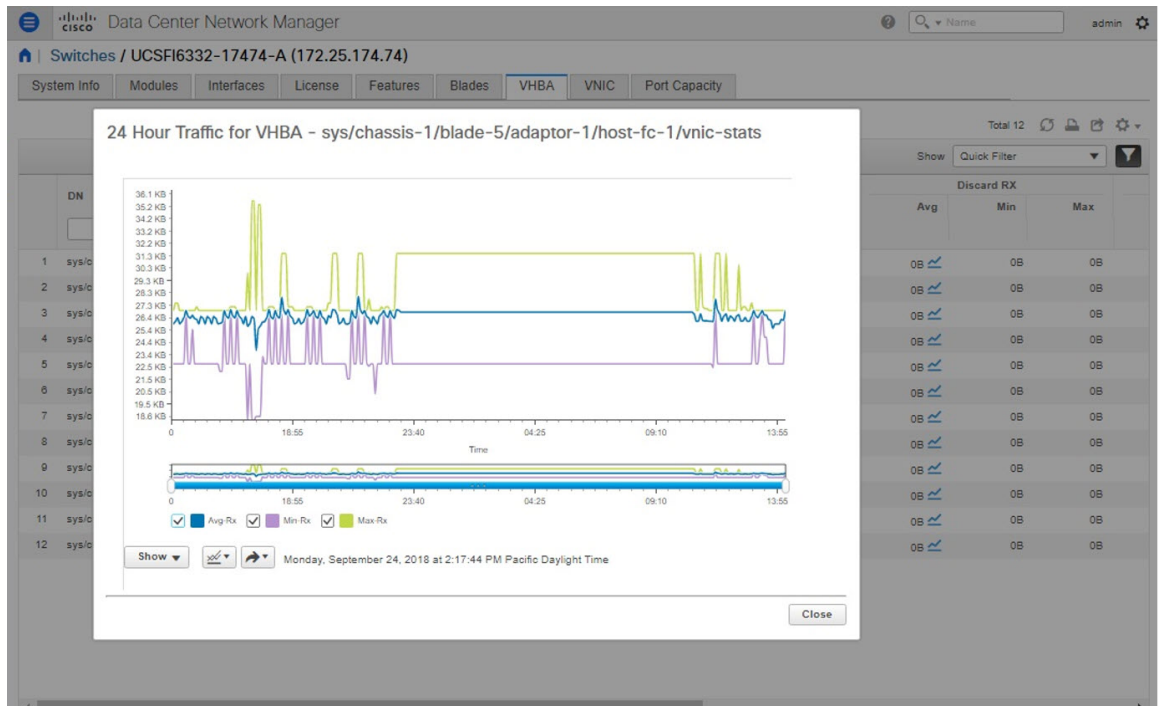 cisco Data Center Network Manager
Name
admin
Switches / UCSFI6332-17474-A (172.25.174.74)
System Info Modules Interfaces License Features Blades VHBA VNIC Port Capacity
Total 12
24 Hour Traffic for VHBA - sys/chassis-1/blade-5/adaptor-1/host-fc-1/vnic-stats
Show Quick Filter
Discard RX
DN
Avg Min Max
36.1 KB
35.2 KB
34.2 KB
33.2 KB
32.2 KB
31.3 KB
30.3 KB
29.3 KB
28.3 KB
27.3 KB
26.4 KB
25.4 KB
24.4 KB
23.4 KB
22.5 KB
21.5 KB
20.5 KB
19.5 KB
18.6 KB
0 18:55 23:40 04:25 09:10 13:55
Time
0 18:55 23:40 04:25 09:10 13:55
Avg-Rx Min-Rx Max-Rx
Show
Monday, September 24, 2018 at 2:17:44 PM Pacific Daylight Time
Close
1 sys/c 0B 0B 0B
2 sys/c 0B 0B 0B
3 sys/c 0B 0B 0B
4 sys/c 0B 0B 0B
5 sys/c 0B 0B 0B
6 sys/c 0B 0B 0B
7 sys/c 0B 0B 0B
8 sys/c 0B 0B 0B
9 sys/c 0B 0B 0B
10 sys/c 0B 0B 0B
11 sys/c 0B 0B 0B
12 sys/c 0B 0B 0B